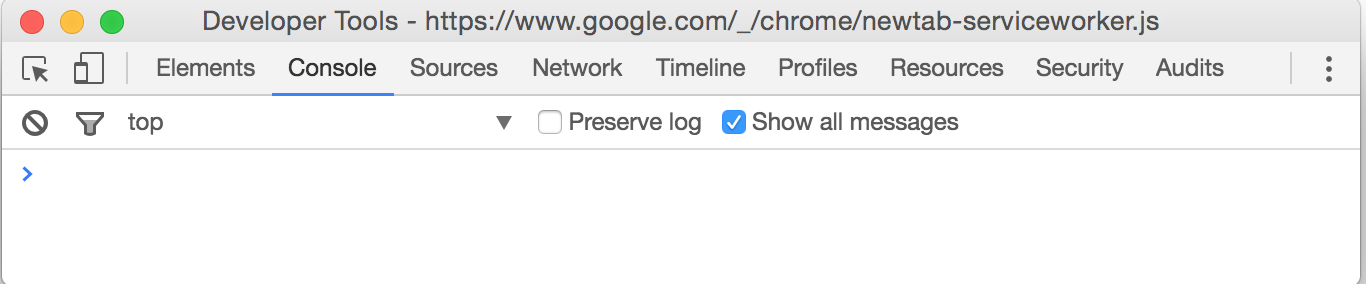 Developer Tools - https://www.google.com/_/chrome/newtab-serviceworker.js
Elements Console Sources Network Timeline Profiles Resources Security Audits
top Preserve log Show all messages